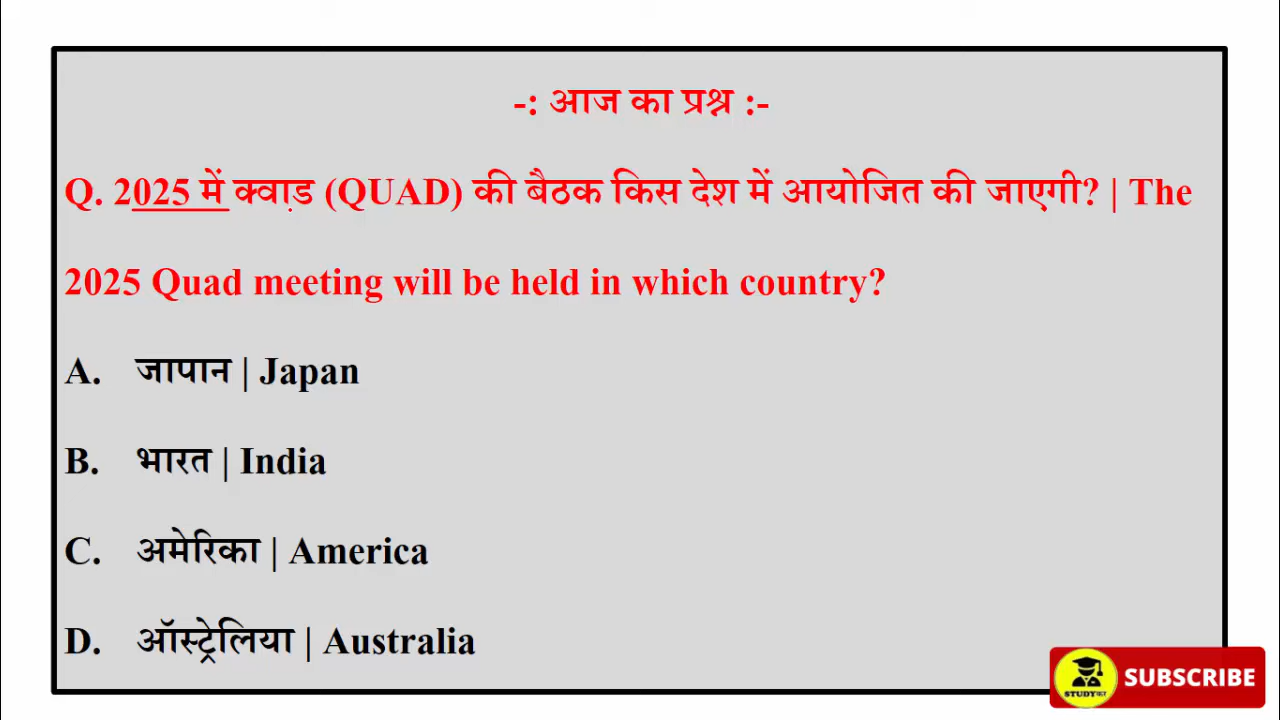 -: आज का प्रश्न :-
Q. 2025 में क्वाड (QUAD) की बैठक किस देश में आयोजित की जाएगी? | The
2025 Quad meeting will be held in which country?
A. जापान | Japan
B. भारत | India
C. अमेरिका | America
D. ऑस्ट्रेलिया | Australia
SUBSCRIBE